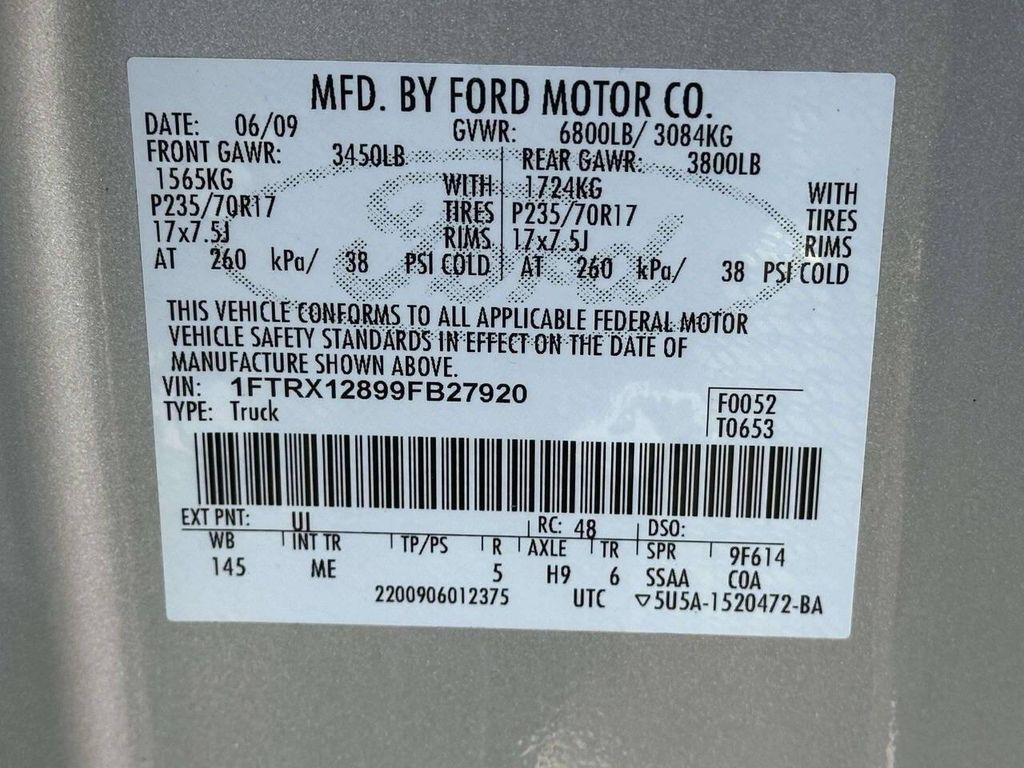 MFD. BY FORD MOTOR CO.
DATE: 06/09 GVWR: 6800LB/ 3084KG
FRONT GAWR: 3450LB REAR GAWR: 3800LB
1565KG WITH 1724KG WITH
P235/70R17 TIRES P235/70R17 TIRES
17x7.5J RIMS 17x7.5J RIMS
AT 260 kPa/ 38 PSI COLD AT 260 kPa/ 38 PSI COLD
Ford
THIS VEHICLE CONFORMS TO ALL APPLICABLE FEDERAL MOTOR
VEHICLE SAFETY STANDARDS IN EFFECT ON THE DATE OF
MANUFACTURE SHOWN ABOVE.
VIN: 1FTRX12899FB27920
TYPE: Truck
F0052
T0653
EXT PNT: UI RC: 48 DSO:
WB INT TR TP/PS R AXLE TR SPR 9F614
145 ME 5 H9 6 SSAA COA
2200906012375 UTC ▽5U5A-1520472-BA